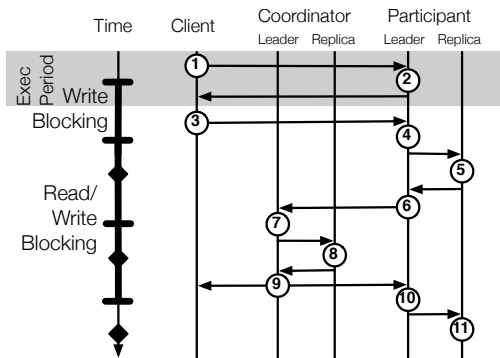 Time Client Coordinator Participant
Leader Replica Leader Replica
Exec
Period
1
2
Write
Blocking
3
4
5
Read/
Write
Blocking
6
7
8
9
10
11